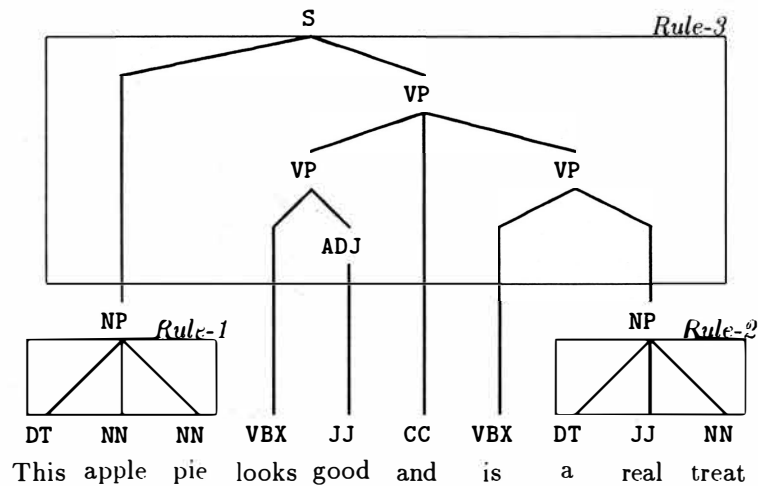 S
Rule-3
VP
VP VP
ADJ
NP Rule-1 NP Rule-2
DT NN NN VBX JJ CC VBX DT JJ NN
This apple pie looks good and is a real treat